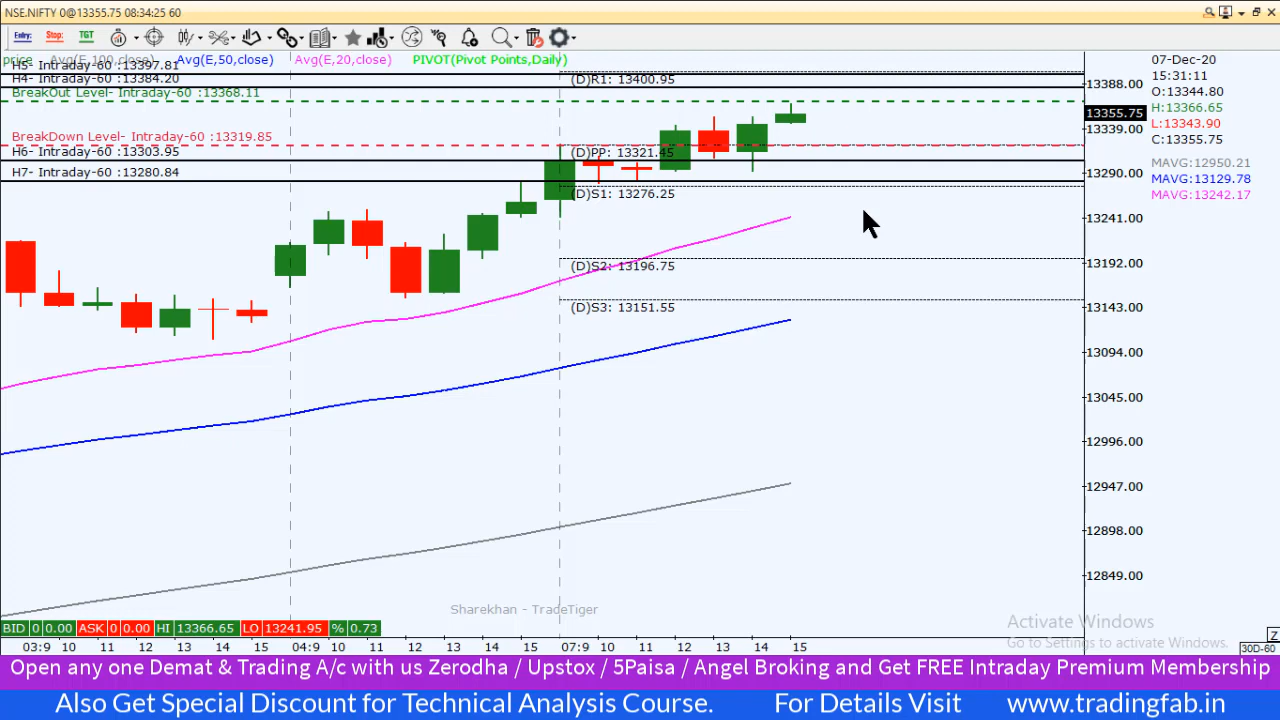 NSE.NIFTY 0@13355.75 08:34:25 60
Entry: Stop: TGT
price Avg(E,100,close) Avg(E,50,close) Avg(E,20,close) PIVOT(Pivot Points,Daily)
H5- Intraday-60 :13397.81
H4- Intraday-60 :13384.20
BreakOut Level- Intraday-60 :13368.11
BreakDown Level- Intraday-60 :13319.85
H6- Intraday-60 :13303.95
H7- Intraday-60 :13280.84
(D)R1: 13400.95
(D)PP: 13321.45
(D)S1: 13276.25
(D)S2: 13196.75
(D)S3: 13151.55
13388.00
13355.75
13339.00
13290.00
13241.00
13192.00
13143.00
13094.00
13045.00
12996.00
12947.00
12898.00
12849.00
07-Dec-20
15:31:11
O:13344.80
H:13366.65
L:13343.90
C:13355.75
MAVG:12950.21
MAVG:13129.78
MAVG:13242.17
Sharekhan - TradeTiger
Activate Windows
Go to Settings to activate Windows.
BID 0 0.00 ASK 0 0.00 HI 13366.65 LO 13241.95 % 0.73
03:9 10 11 12 13 14 15 04:9 10 11 12 13 14 15 07:9 10 11 12 13 14 15
Z
30D-60
Open any one Demat & Trading A/c with us Zerodha / Upstox / 5Paisa / Angel Broking and Get FREE Intraday Premium Membership
Also Get Special Discount for Technical Analysis Course. For Details Visit www.tradingfab.in